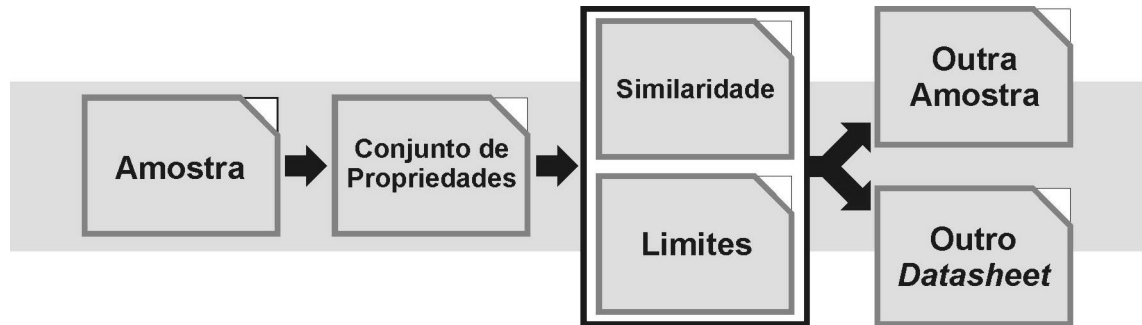 Amostra
Conjunto de
Propriedades
Similaridade
Limites
Outra
Amostra
Outro
Datasheet